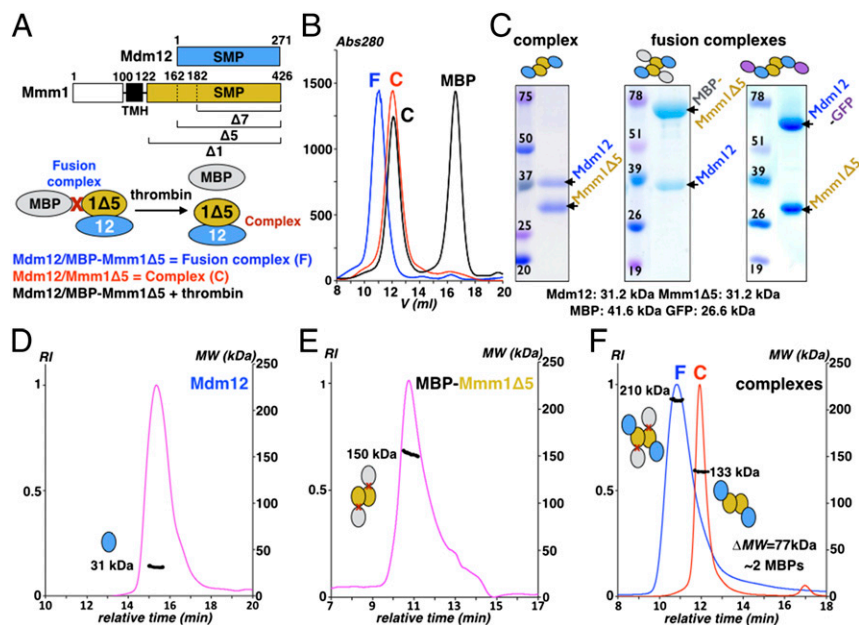 A
1 271
Mdm12 SMP
1 100 122 162 182 426
Mmm1 SMP
TMH
Δ7
Δ5
Δ1
Fusion
complex
MBP
thrombin
MBP X 1Δ5
12
1Δ5
12
Complex
Mdm12/MBP-Mmm1Δ5 = Fusion complex (F)
Mdm12/Mmm1Δ5 = Complex (C)
Mdm12/MBP-Mmm1Δ5 + thrombin
B
Abs280
F C MBP
C
1500
1000
750
500
250
0
8 10 12 14 16 18 20
V (ml)
C
complex
fusion complexes
75
50
37
25
20
Mdm12
Mmm1Δ5
78
51
37
26
19
MBP-
Mmm1Δ5
Mdm12
78
51
37
26
19
Mdm12
-GFP
Mmm1Δ5
Mdm12: 31.2 kDa Mmm1Δ5: 31.2 kDa
MBP: 41.6 kDa GFP: 26.6 kDa
D
RI MW (kDa)
Mdm12
1
0.5
0
250
200
150
100
50
0
31 kDa
10 12 14 16 18 20
relative time (min)
E
RI MW (kDa)
MBP-Mmm1Δ5
1
0.5
0
250
200
150
100
50
0
150 kDa
7 9 11 13 15 17
relative time (min)
F
RI MW (kDa)
F C complexes
1
0.5
0
250
200
150
100
50
0
210 kDa
133 kDa
ΔMW=77kDa
~2 MBPs
8 10 12 14 16 18
relative time (min)